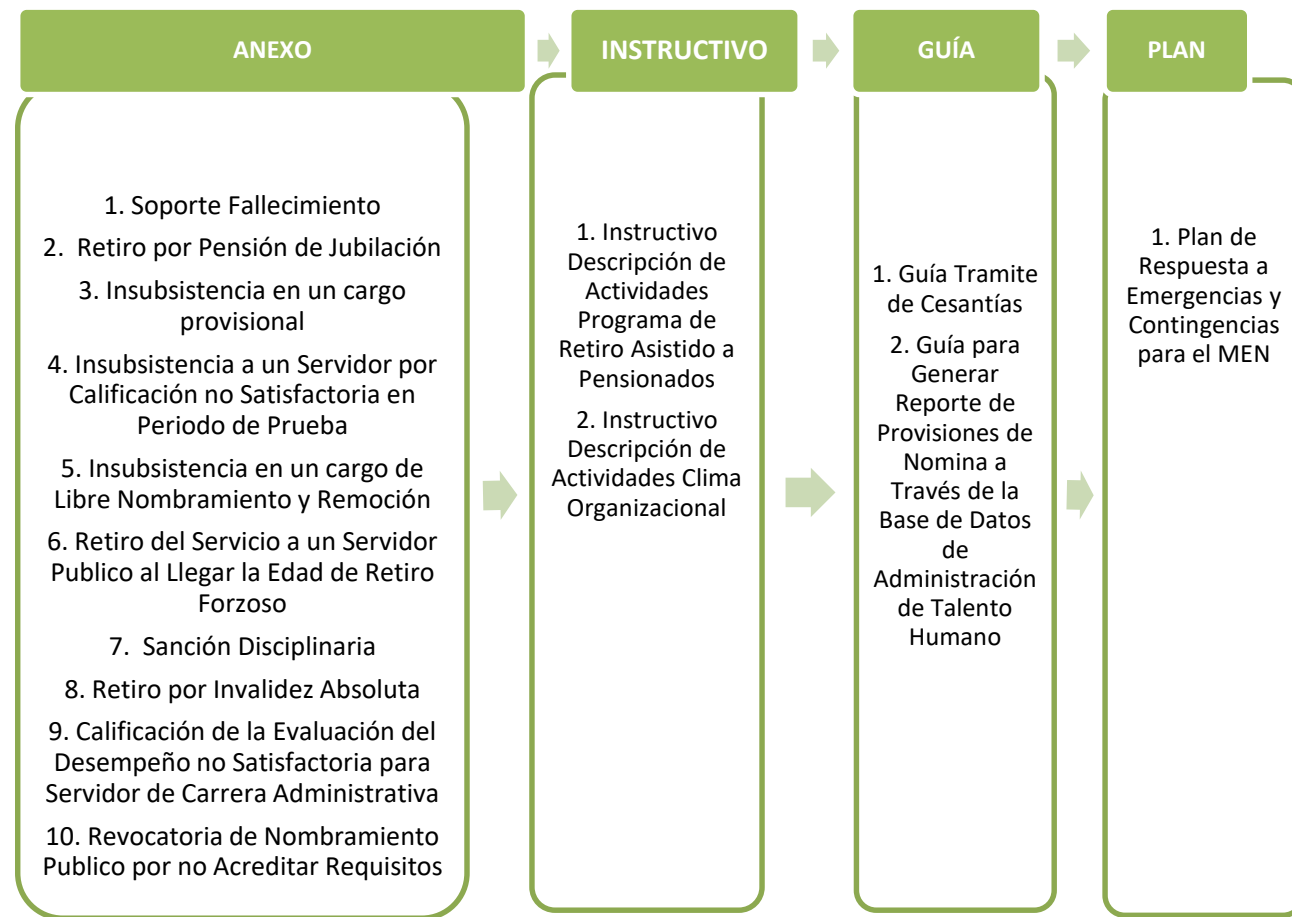 ANEXO
1. Soporte Fallecimiento
2. Retiro por Pensión de Jubilación
3. Insubsistencia en un cargo
provisional
4. Insubsistencia a un Servidor por
Calificación no Satisfactoria en
Periodo de Prueba
5. Insubsistencia en un cargo de
Libre Nombramiento y Remoción
6. Retiro del Servicio a un Servidor
Publico al Llegar la Edad de Retiro
Forzoso
7. Sanción Disciplinaria
8. Retiro por Invalidez Absoluta
9. Calificación de la Evaluación del
Desempeño no Satisfactoria para
Servidor de Carrera Administrativa
10. Revocatoria de Nombramiento
Publico por no Acreditar Requisitos
INSTRUCTIVO
1. Instructivo
Descripción de
Actividades
Programa de
Retiro Asistido a
Pensionados
2. Instructivo
Descripción de
Actividades Clima
Organizacional
GUÍA
1. Guía Tramite
de Cesantías
2. Guía para
Generar
Reporte de
Provisiones de
Nomina a
Través de la
Base de Datos
de
Administración
de Talento
Humano
PLAN
1. Plan de
Respuesta a
Emergencias y
Contingencias
para el MEN